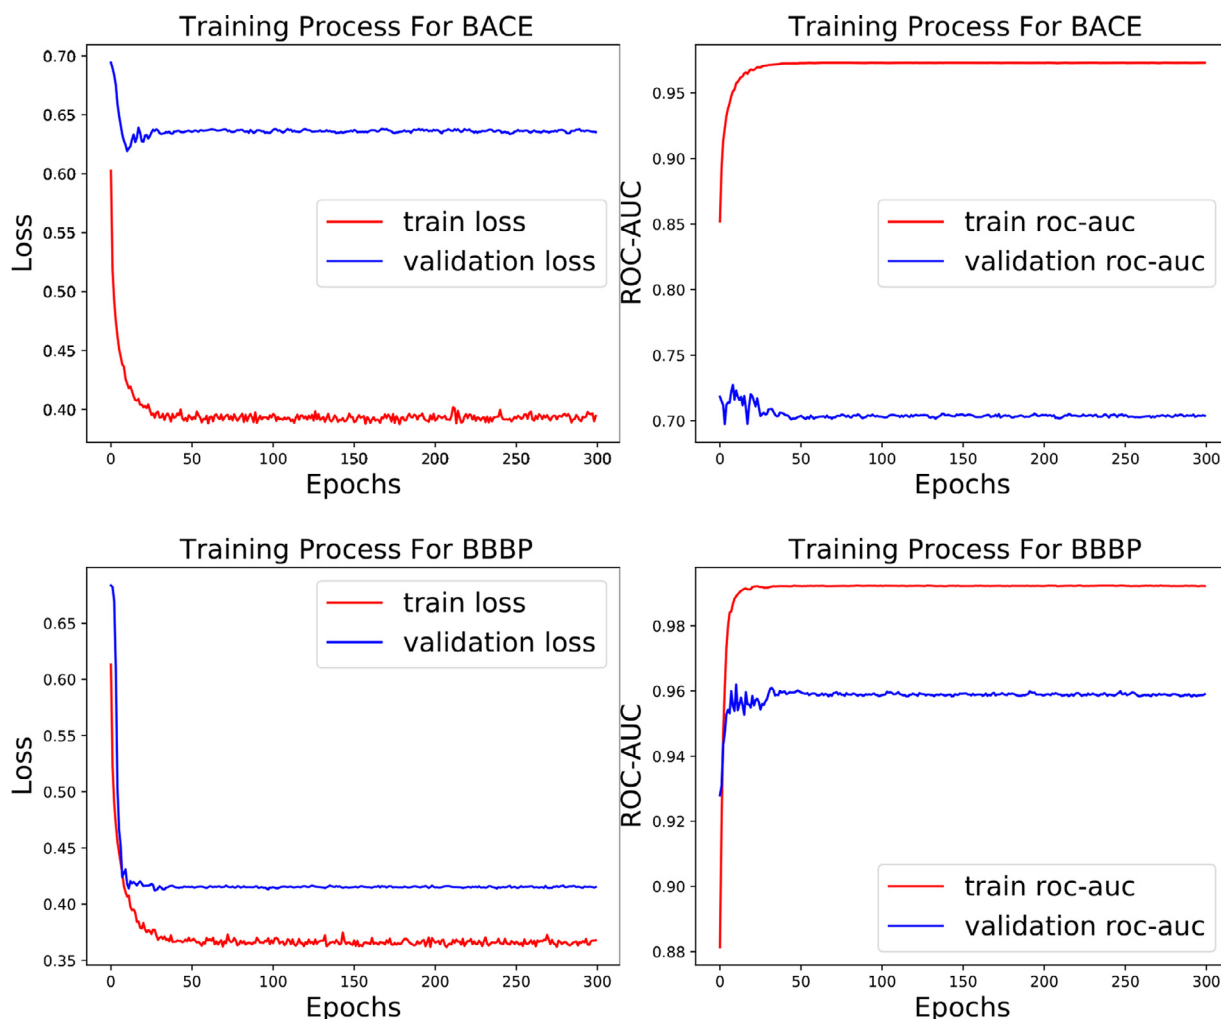 Training Process For BACE
0.70
0.65
0.60
0.55
0.50
0.45
0.40
Loss
train loss
validation loss
0 50 100 150 200 250 300
Epochs
Training Process For BACE
0.95
0.90
0.85
0.80
0.75
0.70
ROC-AUC
train roc-auc
validation roc-auc
0 50 100 150 200 250 300
Epochs
Training Process For BBBP
0.65
0.60
0.55
0.50
0.45
0.40
0.35
Loss
train loss
validation loss
0 50 100 150 200 250 300
Epochs
Training Process For BBBP
0.98
0.96
0.94
0.92
0.90
0.88
ROC-AUC
train roc-auc
validation roc-auc
0 50 100 150 200 250 300
Epochs